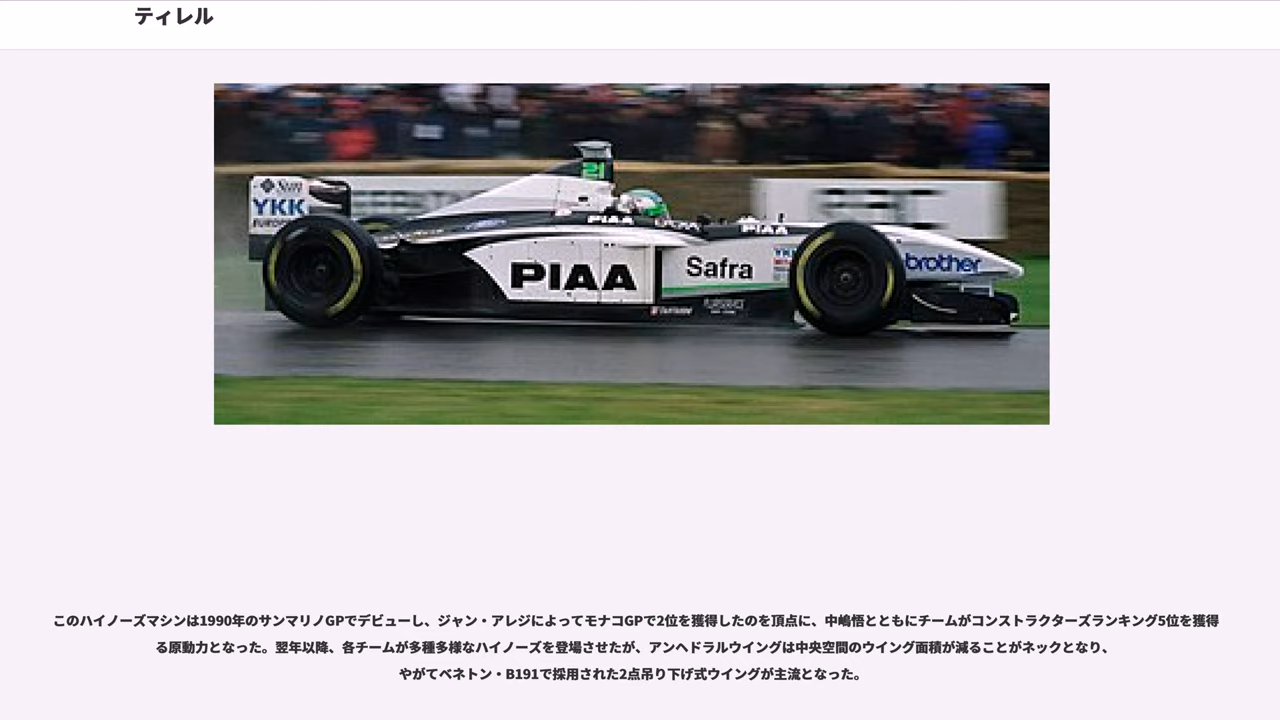 ティレル
21
Sun
YKK
EUROPE
PIAA
PIAA
YKK
PIAA
Safra
brother
このハイノーズマシンは1990年のサンマリノGPでデビューし、ジャン・アレジによってモナコGPで2位を獲得したのを頂点に、中嶋悟とともにチームがコンストラクターズランキング5位を獲得
る原動力となった。翌年以降、各チームが多種多様なハイノーズを登場させたが、アンヘドラルウイングは中央空間のウイング面積が減ることがネックとなり、
やがてベネトン・B191で採用された2点吊り下げ式ウイングが主流となった。